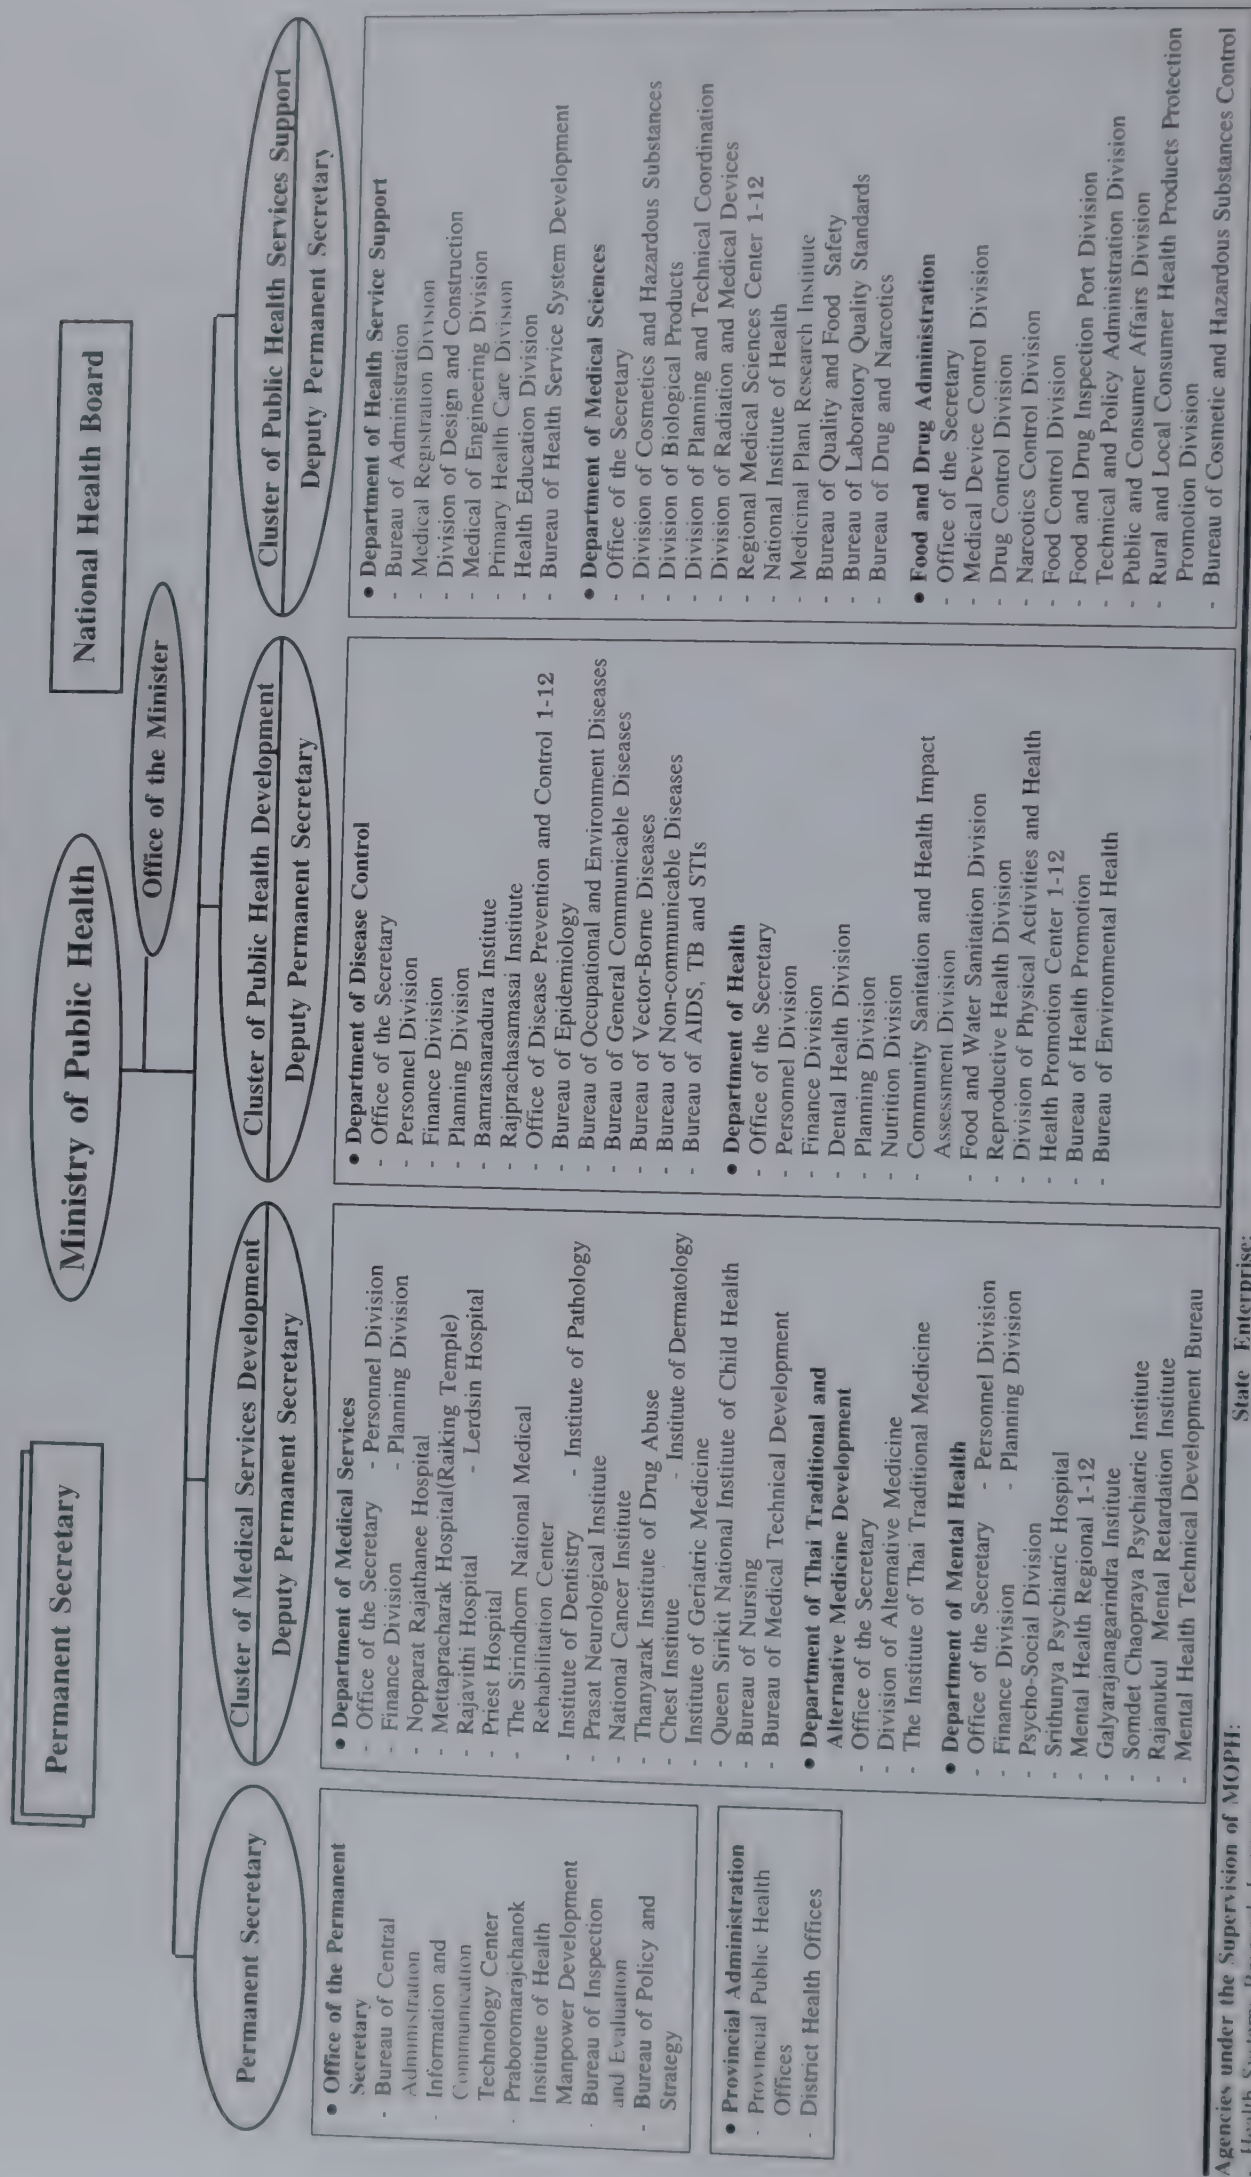 Permanent Secretary
Ministry of Public Health
National Health Board
Office of the Minister
Permanent Secretary
• Office of the Permanent
Secretary
- Bureau of Central
Administration
- Information and
Communication
Technology Center
- Praboromarajchanok
Institute of Health
Manpower Development
- Bureau of Inspection
and Evaluation
- Bureau of Policy and
Strategy
• Provincial Administration
- Provincial Public Health
Offices
- District Health Offices
Cluster of Medical Services Development
Deputy Permanent Secretary
• Department of Medical Services
- Office of the Secretary - Personnel Division
- Finance Division - Planning Division
- Nopparat Rajathanee Hospital
- Mettapracharak Hospital(Raiking Temple)
- Rajavithi Hospital - Lerdsin Hospital
- Priest Hospital
- The Sirindhorn National Medical
Rehabilitation Center
- Institute of Dentistry - Institute of Pathology
- Prasat Neurological Institute
- National Cancer Institute
- Thanyarak Institute of Drug Abuse
- Chest Institute - Institute of Dermatology
- Institute of Geriatric Medicine
- Queen Sirikit National Institute of Child Health
- Bureau of Nursing
- Bureau of Medical Technical Development
• Department of Thai Traditional and
Alternative Medicine Development
- Office of the Secretary
- Division of Alternative Medicine
- The Institute of Thai Traditional Medicine
• Department of Mental Health
- Office of the Secretary - Personnel Division
- Finance Division - Planning Division
- Psycho-Social Division
- Srithunya Psychiatric Hospital
- Mental Health Regional 1-12
- Galyarajanagarindra Institute
- Somdet Chaopraya Psychiatric Institute
- Rajanukul Mental Retardation Institute
- Mental Health Technical Development Bureau
Cluster of Public Health Development
Deputy Permanent Secretary
• Department of Disease Control
- Office of the Secretary
- Personnel Division
- Finance Division
- Planning Division
- Bamrasnaradura Institute
- Rajprachasamasai Institute
- Office of Disease Prevention and Control 1-12
- Bureau of Epidemiology
- Bureau of Occupational and Environment Diseases
- Bureau of General Communicable Diseases
- Bureau of Vector-Borne Diseases
- Bureau of Non-communicable Diseases
- Bureau of AIDS, TB and STIs
• Department of Health
- Office of the Secretary
- Personnel Division
- Finance Division
- Dental Health Division
- Planning Division
- Nutrition Division
- Community Sanitation and Health Impact
Assessment Division
- Food and Water Sanitation Division
- Reproductive Health Division
- Division of Physical Activities and Health
- Health Promotion Center 1-12
- Bureau of Health Promotion
- Bureau of Environmental Health
Cluster of Public Health Services Support
Deputy Permanent Secretary
• Department of Health Service Support
- Bureau of Administration
- Medical Registration Division
- Division of Design and Construction
- Medical of Engineering Division
- Primary Health Care Division
- Health Education Division
- Bureau of Health Service System Development
• Department of Medical Sciences
- Office of the Secretary
- Division of Cosmetics and Hazardous Substances
- Division of Biological Products
- Division of Planning and Technical Coordination
- Division of Radiation and Medical Devices
- Regional Medical Sciences Center 1-12
- National Institute of Health
- Medicinal Plant Research Institute
- Bureau of Quality and Food Safety
- Bureau of Laboratory Quality Standards
- Bureau of Drug and Narcotics
• Food and Drug Administration
- Office of the Secretary
- Medical Device Control Division
- Drug Control Division
- Narcotics Control Division
- Food Control Division
- Food and Drug Inspection Port Division
- Technical and Policy Administration Division
- Public and Consumer Affairs Division
- Rural and Local Consumer Health Products Protection
Promotion Division
- Bureau of Cosmetic and Hazardous Substances Control
Agencies under the Supervision of MOPH:
State Enterprise: